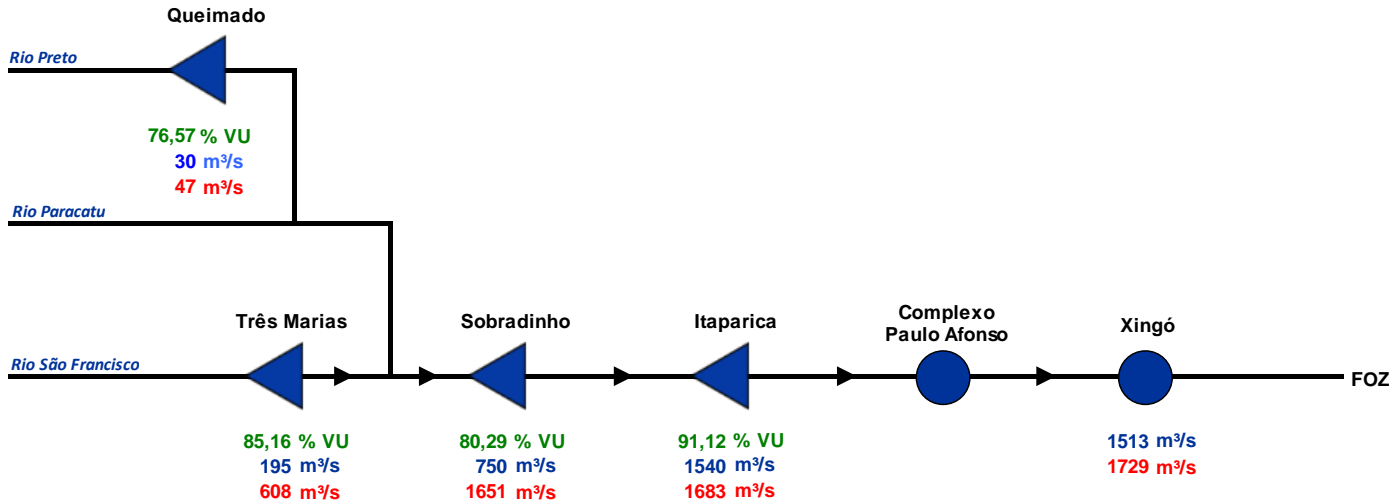 Queimado
Rio Preto
76,57 % VU
30 m³/s
47 m³/s
Rio Paracatu
Três Marias
Sobradinho
Itaparica
Complexo
Paulo Afonso
Xingó
Rio São Francisco
FOZ
85,16 % VU
195 m³/s
608 m³/s
80,29 % VU
750 m³/s
1651 m³/s
91,12 % VU
1540 m³/s
1683 m³/s
1513 m³/s
1729 m³/s